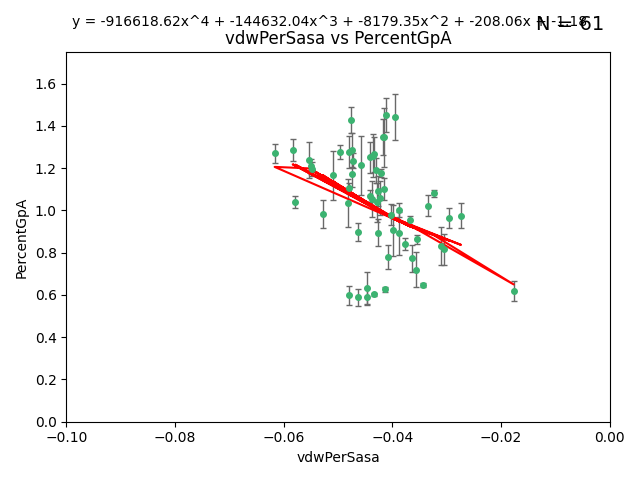 y = -916618.62x^4 + -144632.04x^3 + -8179.35x^2 + -208.06x + -1.18
N = 61
vdwPerSasa vs PercentGpA
1.6
1.4
1.2
1.0
0.8
0.6
0.4
0.2
0.0
PercentGpA
−0.10 −0.08 −0.06 −0.04 −0.02 0.00
vdwPerSasa